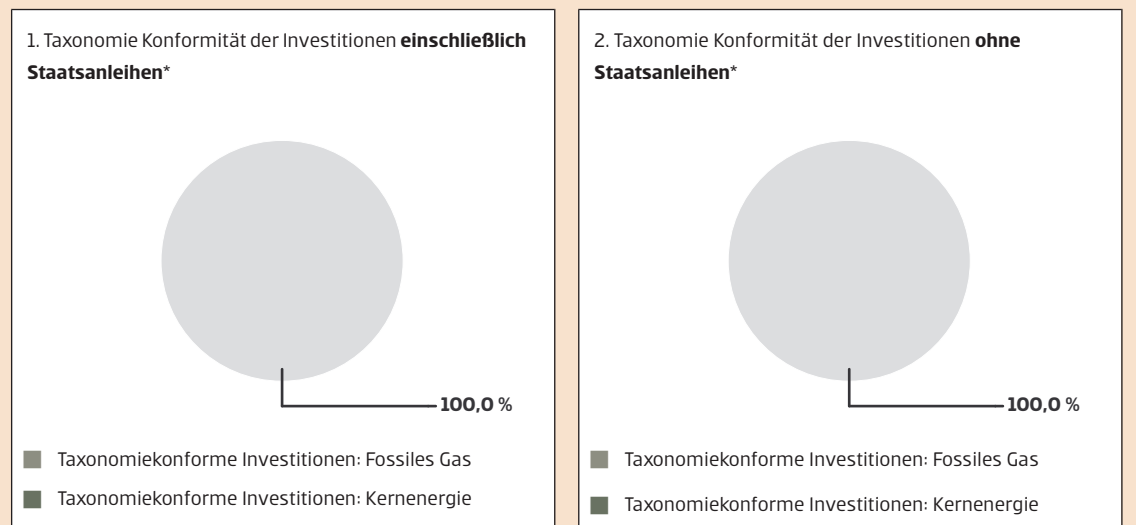 1. Taxonomie Konformität der Investitionen einschließlich
Staatsanleihen*
100,0 %
Taxonomiekonforme Investitionen: Fossiles Gas
Taxonomiekonforme Investitionen: Kernenergie
2. Taxonomie Konformität der Investitionen ohne
Staatsanleihen*
100,0 %
Taxonomiekonforme Investitionen: Fossiles Gas
Taxonomiekonforme Investitionen: Kernenergie